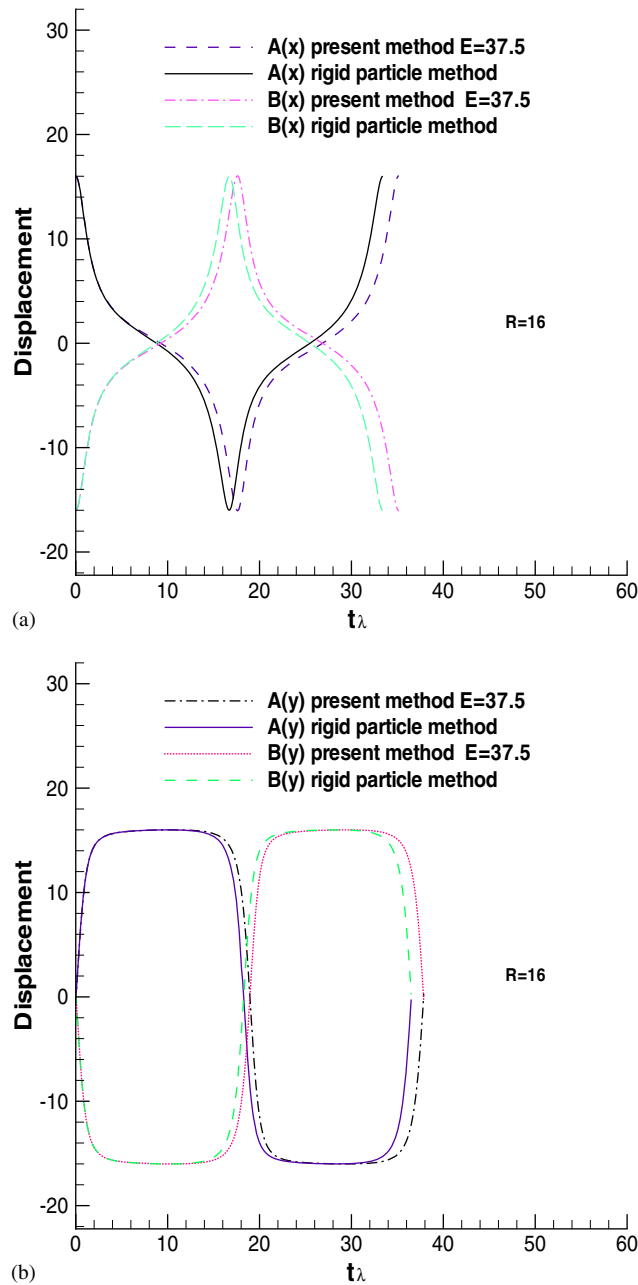 30
20
10
0
-10
-20
Displacement
A(x) present method E=37.5
A(x) rigid particle method
B(x) present method E=37.5
B(x) rigid particle method
R=16
0 10 20 30 40 50 60
(a)
tλ
30
20
10
0
-10
-20
Displacement
A(y) present method E=37.5
A(y) rigid particle method
B(y) present method E=37.5
B(y) rigid particle method
R=16
0 10 20 30 40 50 60
(b)
tλ